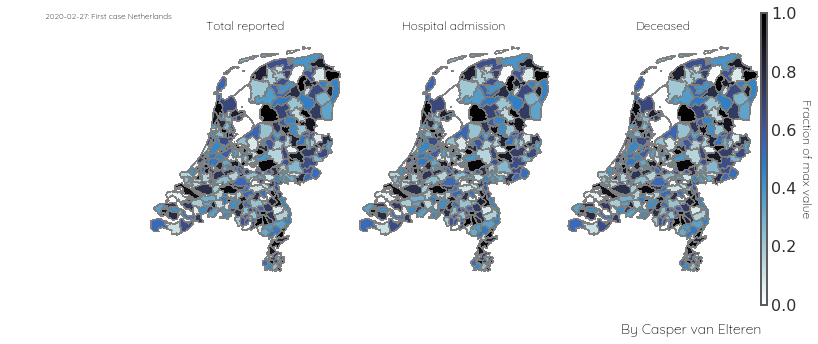 2020-02-27: First case Netherlands
Total reported
Hospital admission
Deceased
1.0
0.8
0.6
0.4
0.2
0.0
Fraction of max value
By Casper van Elteren